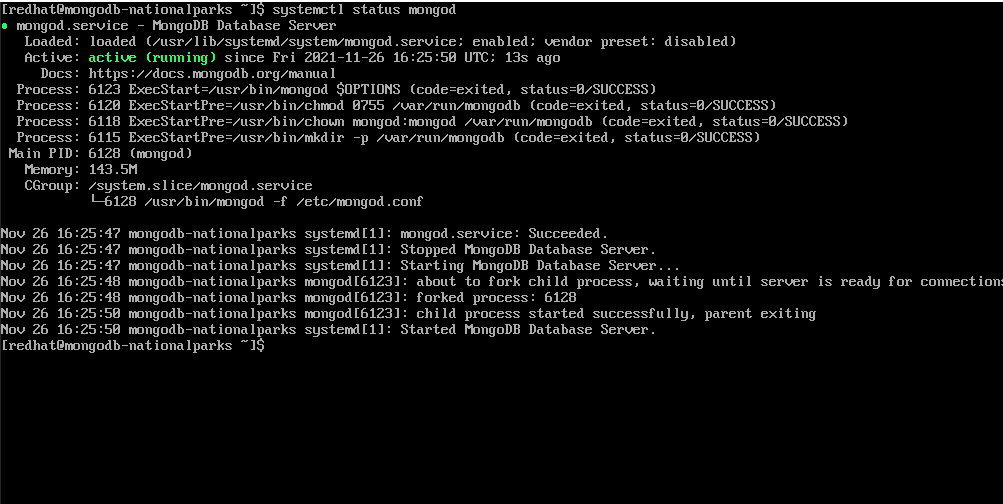 [redhat@mongodb-nationalparks ~]$ systemctl status mongod
● mongod.service - MongoDB Database Server
   Loaded: loaded (/usr/lib/systemd/system/mongod.service; enabled; vendor preset: disabled)
   Active: active (running) since Fri 2021-11-26 16:25:50 UTC; 13s ago
     Docs: https://docs.mongodb.org/manual
  Process: 6123 ExecStart=/usr/bin/mongod $OPTIONS (code=exited, status=0/SUCCESS)
  Process: 6120 ExecStartPre=/usr/bin/chmod 0755 /var/run/mongodb (code=exited, status=0/SUCCESS)
  Process: 6118 ExecStartPre=/usr/bin/chown mongod:mongod /var/run/mongodb (code=exited, status=0/SUCCESS)
  Process: 6115 ExecStartPre=/usr/bin/mkdir -p /var/run/mongodb (code=exited, status=0/SUCCESS)
 Main PID: 6128 (mongod)
   Memory: 143.5M
   CGroup: /system.slice/mongod.service
           └─6128 /usr/bin/mongod -f /etc/mongod.conf
Nov 26 16:25:47 mongodb-nationalparks systemd[1]: mongod.service: Succeeded.
Nov 26 16:25:47 mongodb-nationalparks systemd[1]: Stopped MongoDB Database Server.
Nov 26 16:25:47 mongodb-nationalparks systemd[1]: Starting MongoDB Database Server...
Nov 26 16:25:48 mongodb-nationalparks mongod[6123]: about to fork child process, waiting until server is ready for connections
Nov 26 16:25:48 mongodb-nationalparks mongod[6123]: forked process: 6128
Nov 26 16:25:50 mongodb-nationalparks mongod[6123]: child process started successfully, parent exiting
Nov 26 16:25:50 mongodb-nationalparks systemd[1]: Started MongoDB Database Server.
[redhat@mongodb-nationalparks ~]$